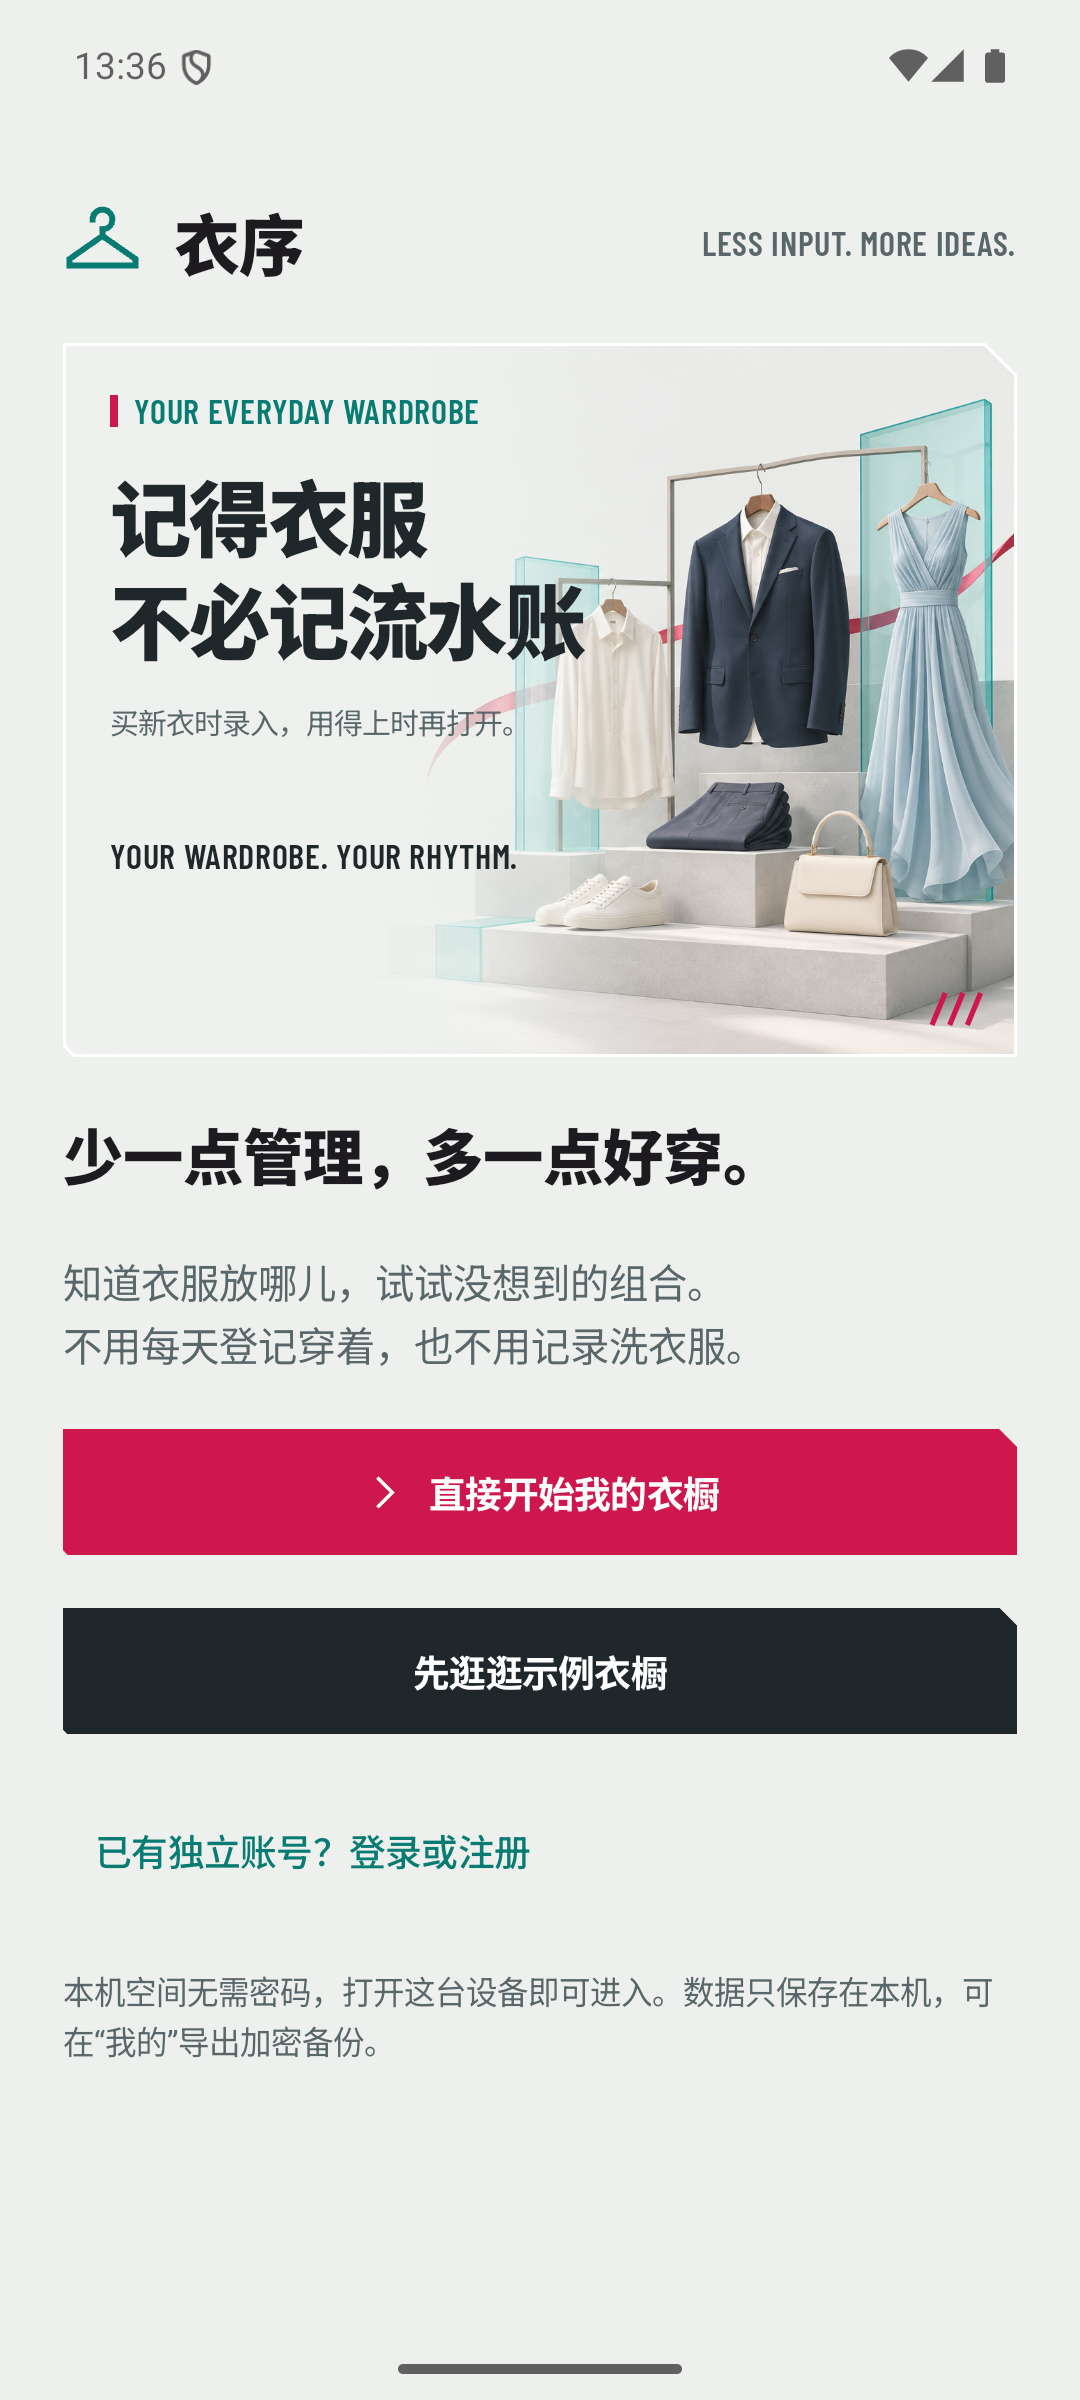 13:36
衣序
LESS INPUT. MORE IDEAS.
YOUR EVERYDAY WARDROBE
记得衣服
不必记流水账
买新衣时录入，用得上时再打开。
YOUR WARDROBE. YOUR RHYTHM.
少一点管理，多一点好穿。
知道衣服放哪儿，试试没想到的组合。
不用每天登记穿着，也不用记录洗衣服。
直接开始我的衣橱
先逛逛示例衣橱
已有独立账号？登录或注册
本机空间无需密码，打开这台设备即可进入。数据只保存在本机，可
在“我的”导出加密备份。